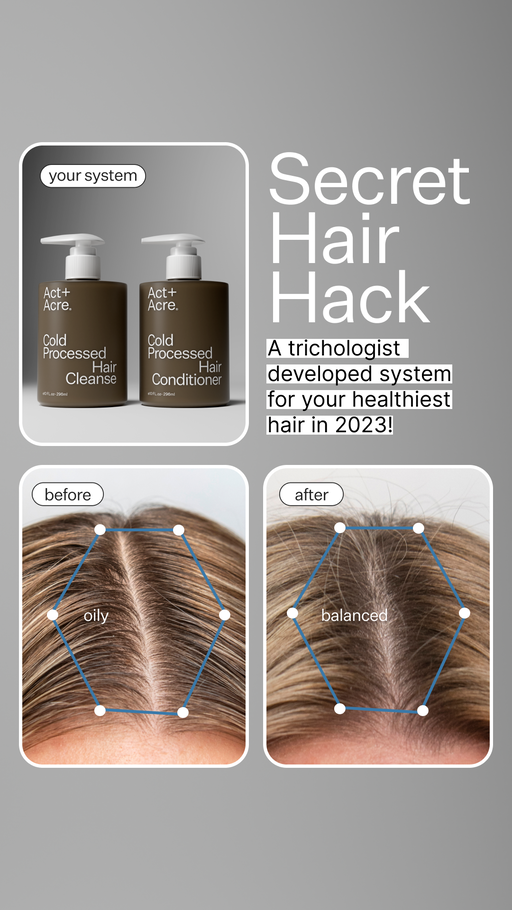 your system
Act+
Acre.
Cold
Processed
Hair
Cleanse
Act+
Acre.
Cold
Processed
Hair
Conditioner
Secret
Hair
Hack
A trichologist
developed system
for your healthiest
hair in 2023!
before
oily
after
balanced